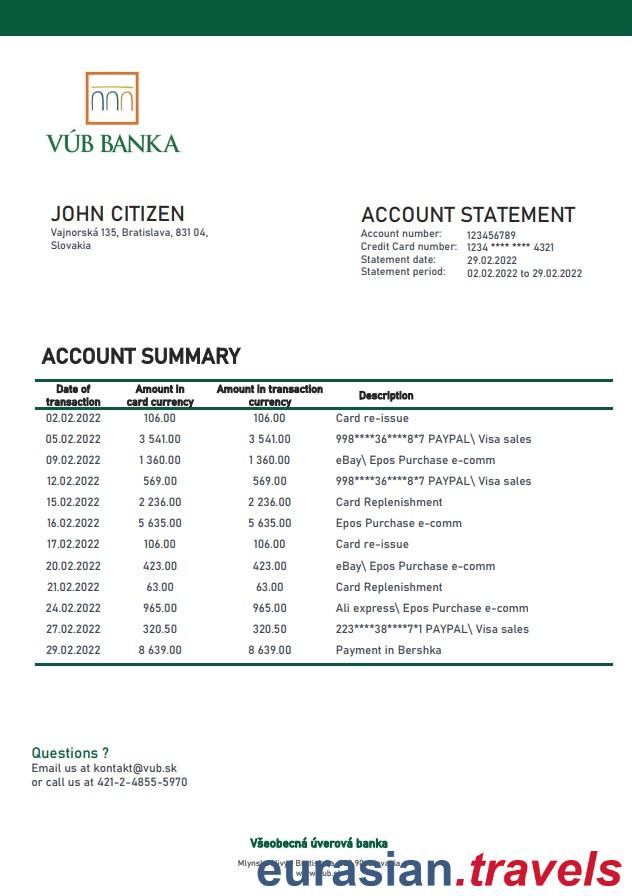 VÚB BANKA
JOHN CITIZEN
Vajnorská 135, Bratislava, 831 04,
Slovakia
ACCOUNT STATEMENT
Account number: 123456789
Credit Card number: 1234 **** **** 4321
Statement date: 29.02.2022
Statement period: 02.02.2022 to 29.02.2022
ACCOUNT SUMMARY
Date of transaction Amount in card currency Amount in transaction currency Description
02.02.2022 106.00 106.00 Card re-issue
05.02.2022 3 541.00 3 541.00 998****36****8*7 PAYPAL\ Visa sales
09.02.2022 1 360.00 1 360.00 eBay\ Epos Purchase e-comm
12.02.2022 569.00 569.00 998****36****8*7 PAYPAL\ Visa sales
15.02.2022 2 236.00 2 236.00 Card Replenishment
16.02.2022 5 635.00 5 635.00 Epos Purchase e-comm
17.02.2022 106.00 106.00 Card re-issue
20.02.2022 423.00 423.00 eBay\ Epos Purchase e-comm
21.02.2022 63.00 63.00 Card Replenishment
24.02.2022 965.00 965.00 Ali express\ Epos Purchase e-comm
27.02.2022 320.50 320.50 223****38****7*1 PAYPAL\ Visa sales
29.02.2022 8 639.00 8 639.00 Payment in Bershka
Questions ?
Email us at kontakt@vub.sk
or call us at 421-2-4855-5970
Všeobecná úverová banka
eurasian.travels